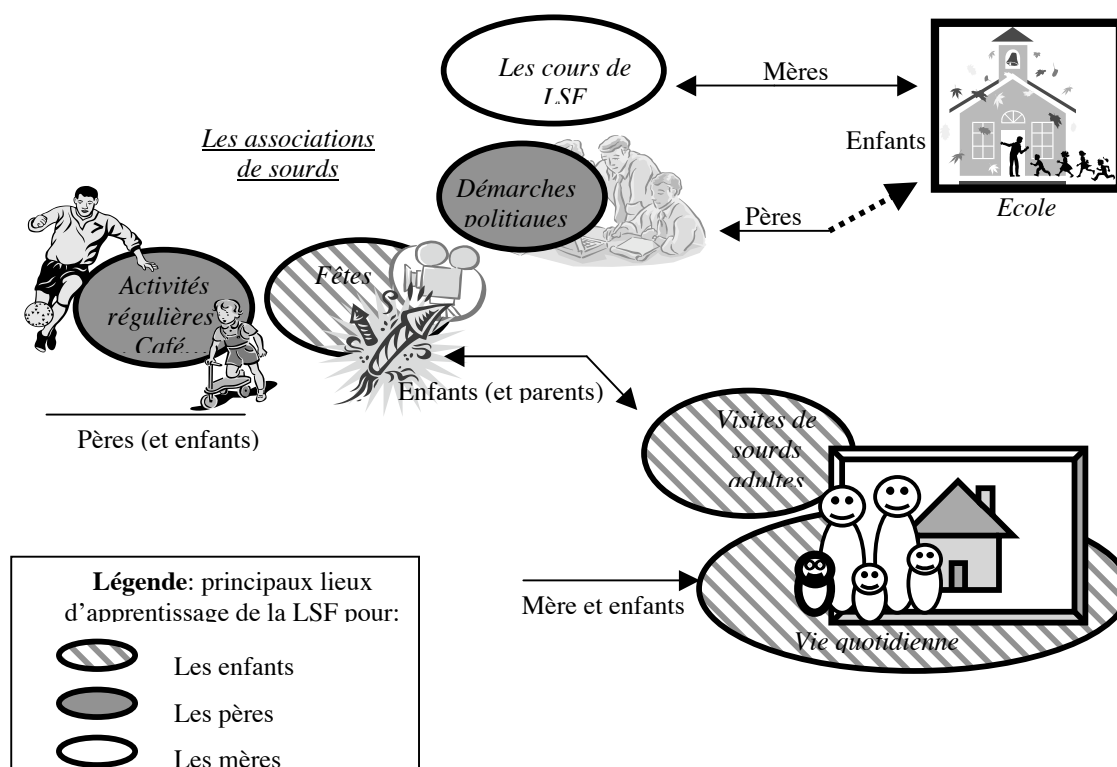 Les cours de
LSF
Mères
Enfants
Ecole
Les associations
de sourds
Démarches
politiques
Pères
Activités
régulières
Café…
Fêtes
Enfants (et parents)
Pères (et enfants)
Visites de
sourds
adultes
Mère et enfants
Vie quotidienne
Légende: principaux lieux
d’apprentissage de la LSF pour:
Les enfants
Les pères
Les mères